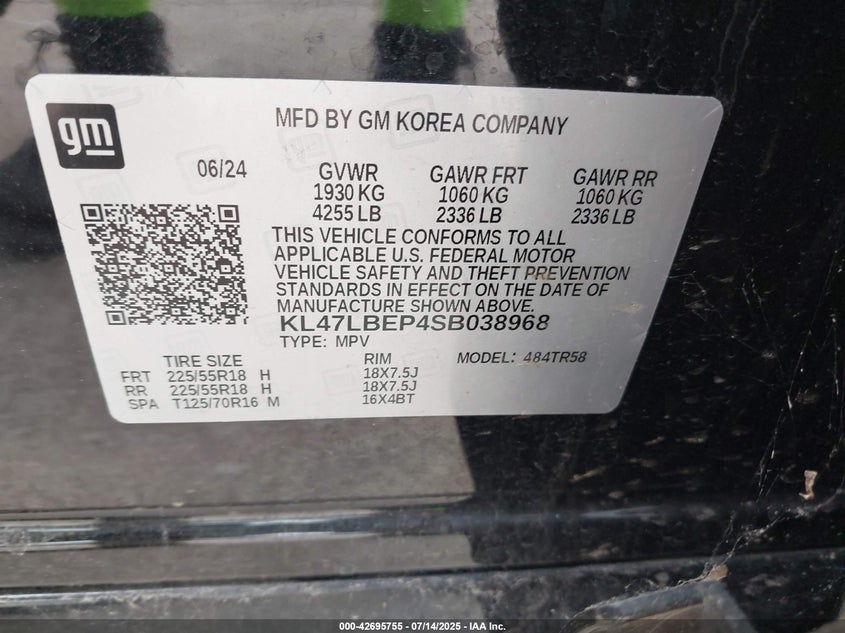 gm
MFD BY GM KOREA COMPANY
06/24
GVWR GAWR FRT GAWR RR
1930 KG 1060 KG 1060 KG
4255 LB 2336 LB 2336 LB
THIS VEHICLE CONFORMS TO ALL
APPLICABLE U.S. FEDERAL MOTOR
VEHICLE SAFETY AND THEFT PREVENTION
STANDARDS IN EFFECT ON THE DATE OF
MANUFACTURE SHOWN ABOVE.
KL47LBEP4SB038968
TYPE: MPV MODEL: 484TR58
TIRE SIZE RIM
FRT 225/55R18 H 18X7.5J
RR 225/55R18 H 18X7.5J
SPA T125/70R16 M 16X4BT
000-42695755 - 07/14/2025 - IAA Inc.